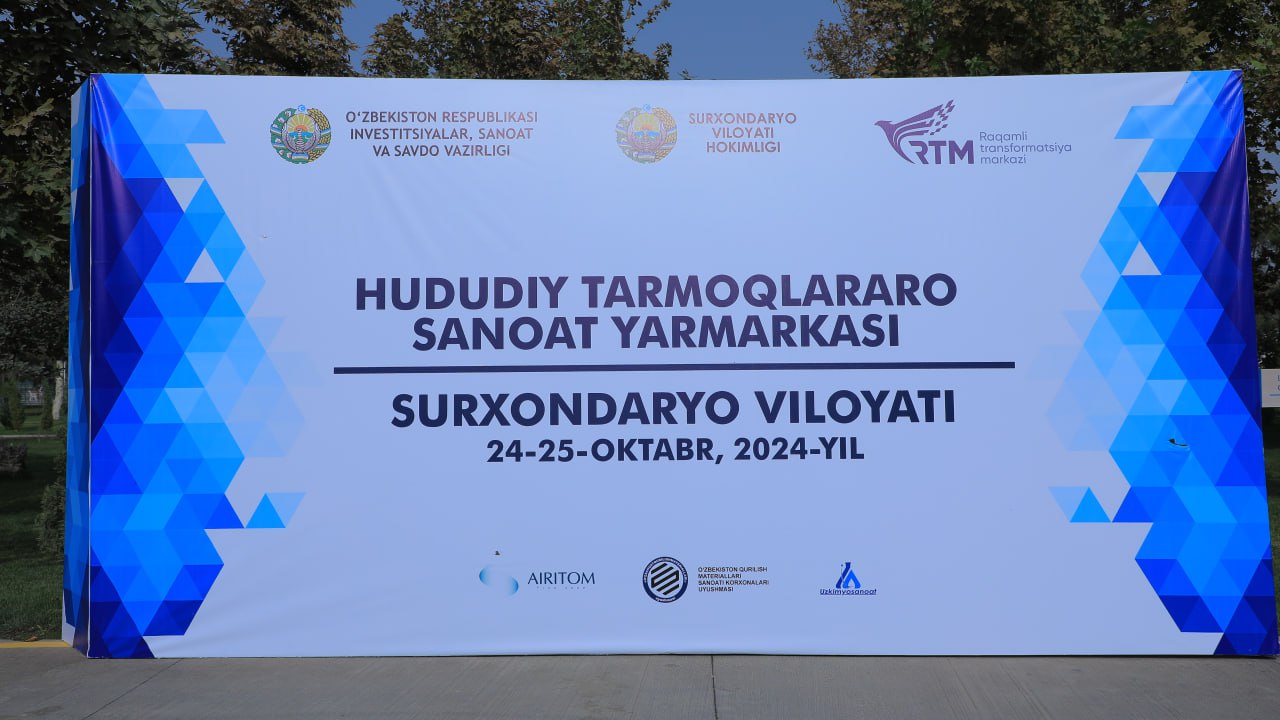 O‘ZBEKISTON RESPUBLIKASI
INVESTITSIYALAR, SANOAT
VA SAVDO VAZIRLIGI
SURXONDARYO
VILOYATI
HOKIMLIGI
RTM
Raqamli
transformatsiya
markazi
HUDUDIY TARMOQLARARO
SANOAT YARMARKASI
SURXONDARYO VILOYATI
24-25-OKTABR, 2024-YIL
AIRITOM
O‘ZBEKISTON QURILISH
MATERIALLARI
SANOATI KORXONALARI
UYUSHMASI
Uzkimyosanoat